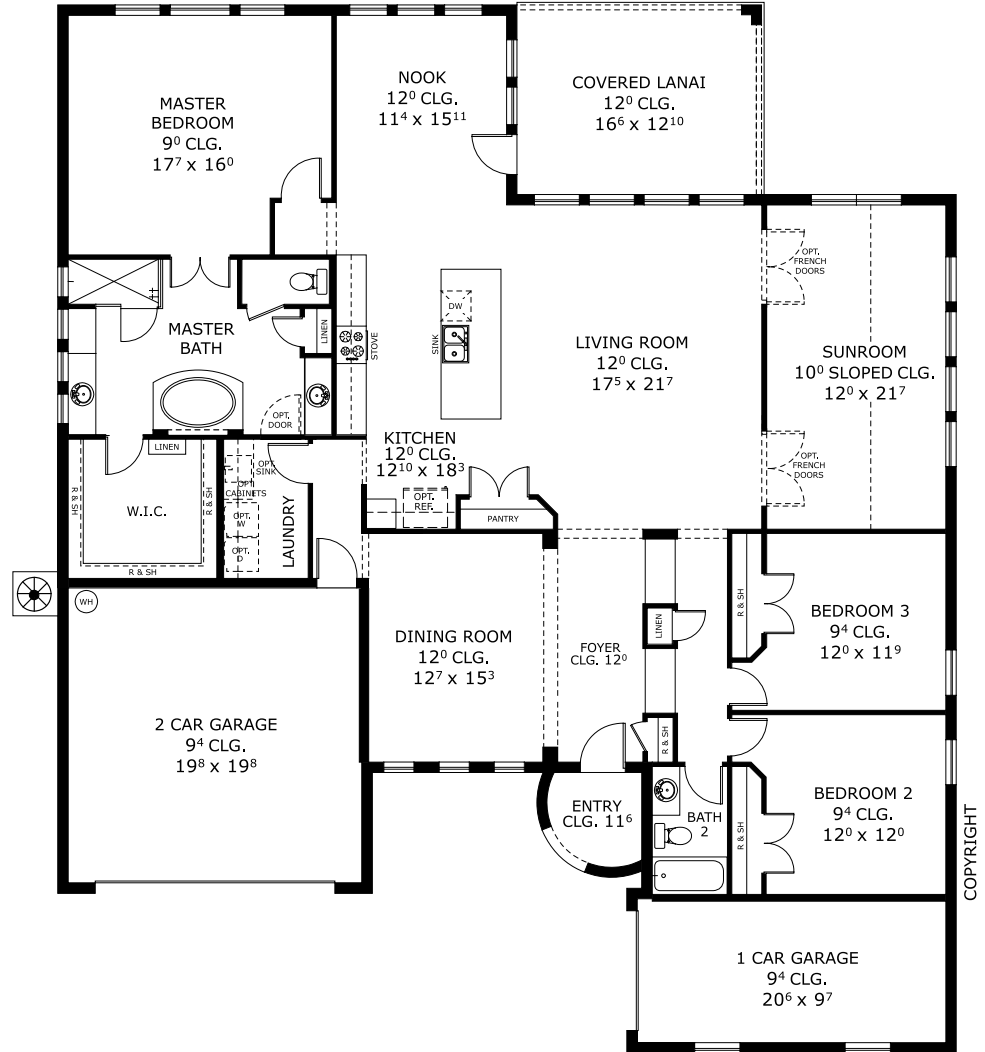 NOOK
12⁰ CLG.
11⁴ x 15¹¹
COVERED LANAI
12⁰ CLG.
16⁶ x 12¹⁰
MASTER
BEDROOM
9⁰ CLG.
17⁷ x 16⁰
OPT.
FRENCH
DOORS
DW
SINK
STOVE
LINEN
MASTER
BATH
LIVING ROOM
12⁰ CLG.
17⁵ x 21⁷
SUNROOM
10⁰ SLOPED CLG.
12⁰ x 21⁷
OPT.
DOOR
KITCHEN
12⁰ CLG.
12¹⁰ x 18³
OPT.
FRENCH
DOORS
LINEN
OPT.
SINK
OPT
CABINETS
OPT.
W
OPT.
D
LAUNDRY
R & SH
W.I.C.
R & SH
R & SH
OPT.
REF.
PANTRY
WH
R & SH
LINEN
BEDROOM 3
9⁴ CLG.
12⁰ x 11⁹
DINING ROOM
12⁰ CLG.
12⁷ x 15³
FOYER
CLG. 12⁰
R & SH
2 CAR GARAGE
9⁴ CLG.
19⁸ x 19⁸
ENTRY
CLG. 11⁶
BATH
2
R & SH
BEDROOM 2
9⁴ CLG.
12⁰ x 12⁰
COPYRIGHT
1 CAR GARAGE
9⁴ CLG.
20⁶ x 9⁷